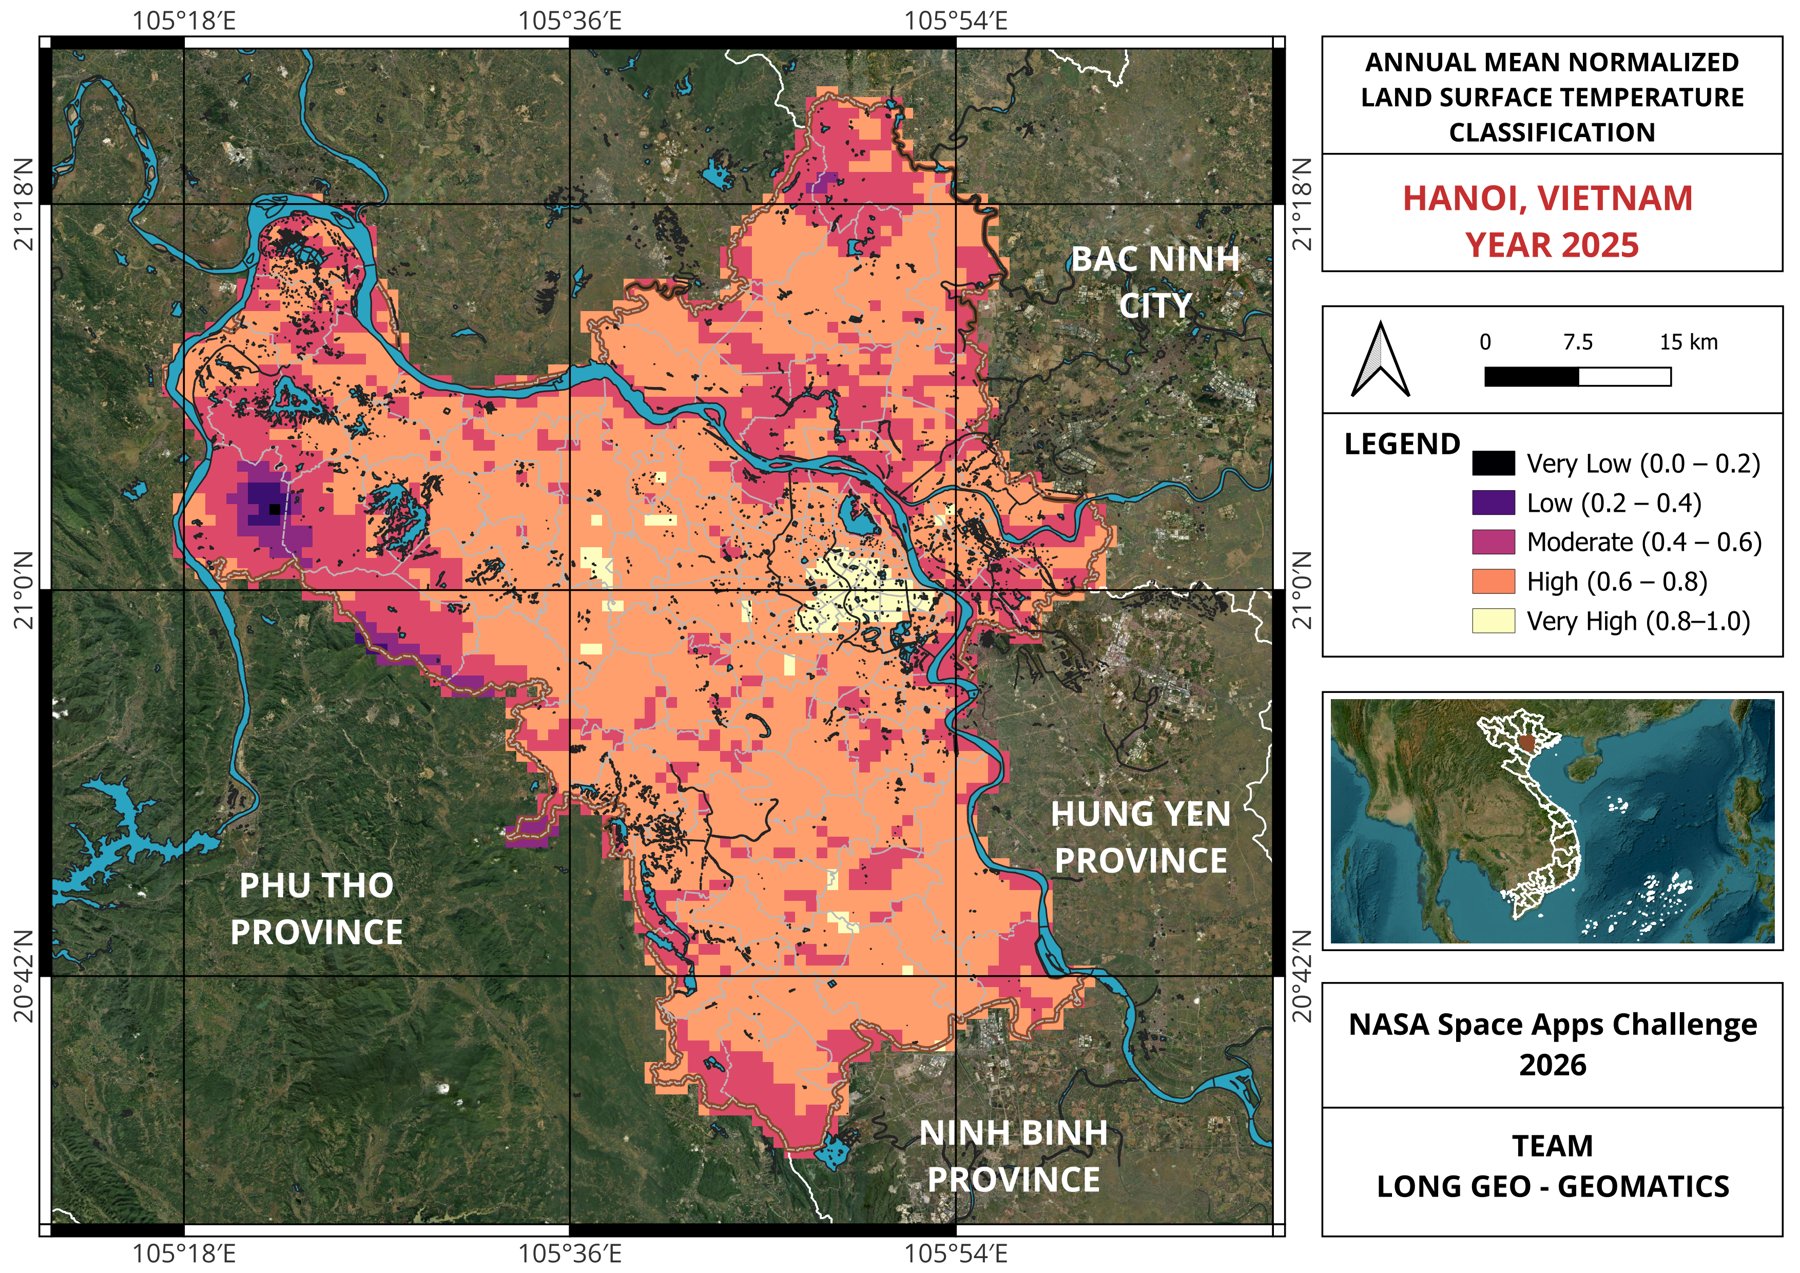 105°18′E
105°36′E
105°54′E
21°18′N
21°18′N
21°0′N
21°0′N
20°42′N
20°42′N
BAC NINH
CITY
HUNG YEN
PROVINCE
PHU THO
PROVINCE
NINH BINH
PROVINCE
105°18′E
105°36′E
105°54′E
ANNUAL MEAN NORMALIZED
LAND SURFACE TEMPERATURE
CLASSIFICATION
HANOI, VIETNAM
YEAR 2025
0 7.5 15 km
LEGEND
Very Low (0.0 – 0.2)
Low (0.2 – 0.4)
Moderate (0.4 – 0.6)
High (0.6 – 0.8)
Very High (0.8–1.0)
NASA Space Apps Challenge
2026
TEAM
LONG GEO - GEOMATICS